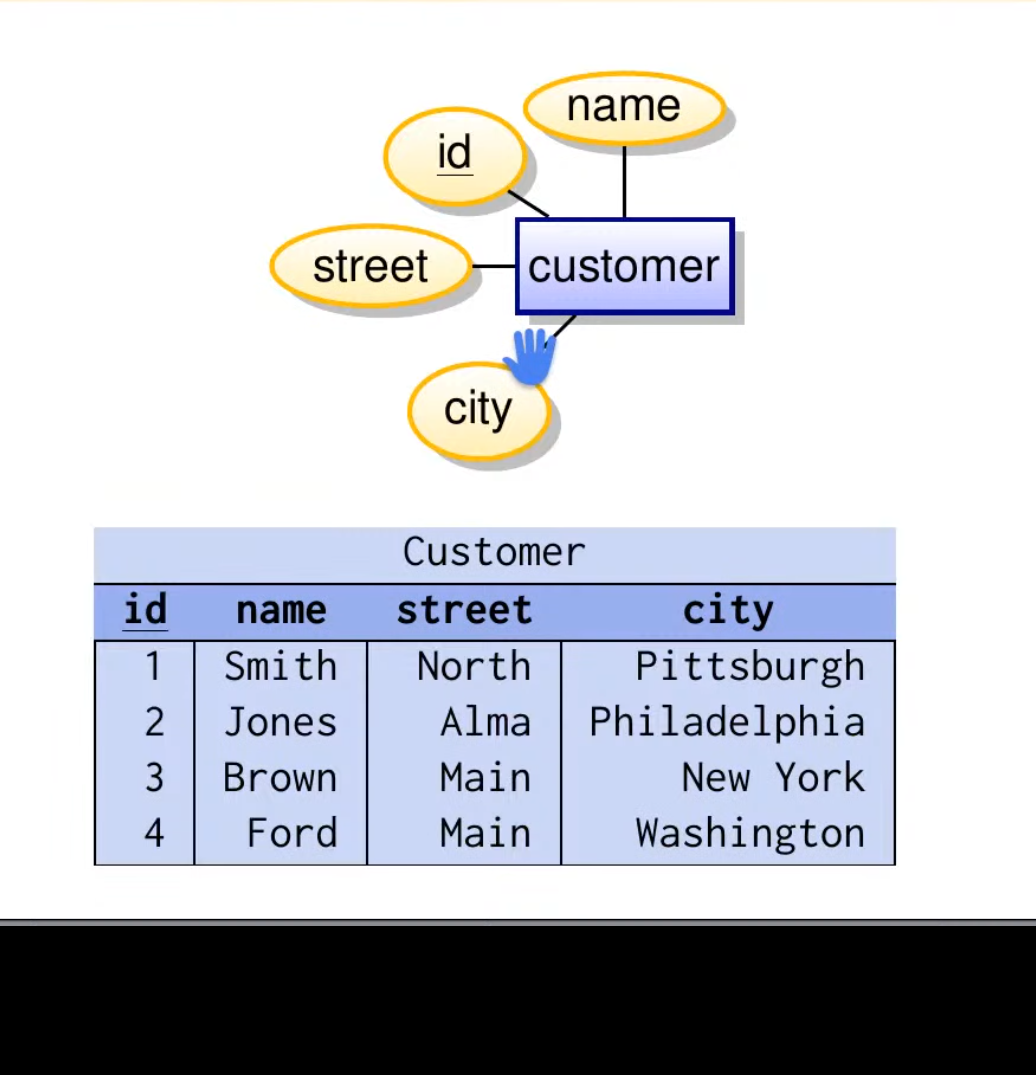 name
id
street
customer
city
Customer
id name street city
1 Smith North Pittsburgh
2 Jones Alma Philadelphia
3 Brown Main New York
4 Ford Main Washington